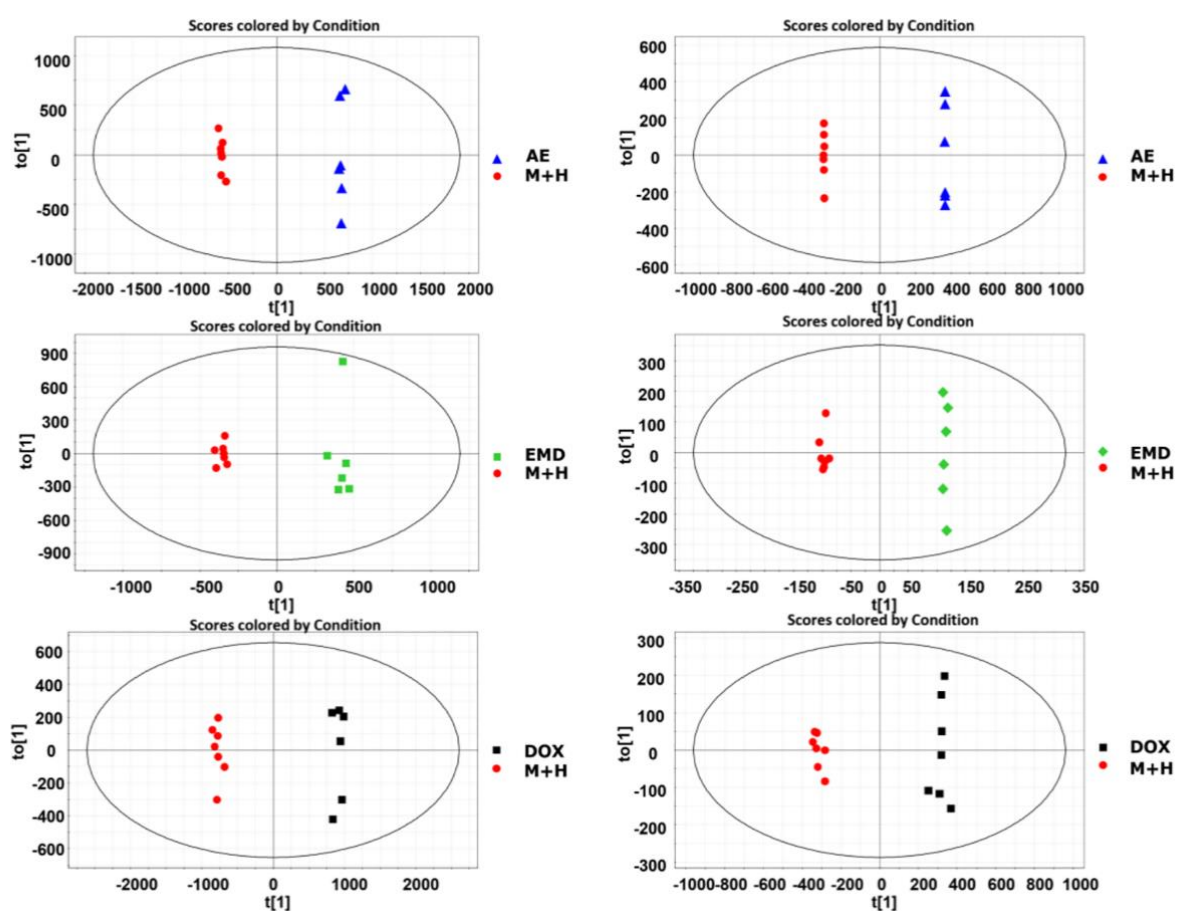 Scores colored by Condition
1000
500
0
-500
-1000
to[1]
-2000 -1000 -500 0 500 1000 1500 2000
t[1]
AE
M+H
Scores colored by Condition
600
400
200
0
-200
-400
-600
to[1]
-1000 -800 -600 -400 -200 0 200 400 600 800 1000
t[1]
AE
M+H
Scores colored by Condition
900
600
300
0
-300
-600
-900
to[1]
-1000 -500 0 500 1000
t[1]
EMD
M+H
Scores colored by Condition
300
200
100
0
-100
-200
-300
to[1]
-350 -250 -150 -50 0 50 150 250 350
t[1]
EMD
M+H
Scores colored by Condition
600
400
200
0
-200
-400
-600
to[1]
-2000 -1000 0 1000 2000
t[1]
DOX
M+H
Scores colored by Condition
300
200
100
0
-100
-200
-300
to[1]
-1000 -800 -600 -400 -200 0 200 400 600 800 1000
t[1]
DOX
M+H